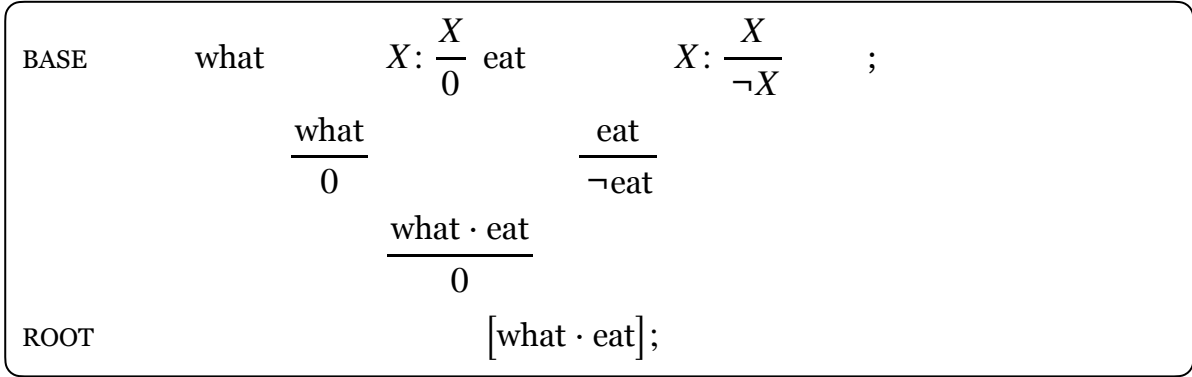 BASE what X: X/0 eat X: X/¬X ;
what/0 eat/¬eat
what · eat/0
ROOT [what · eat];